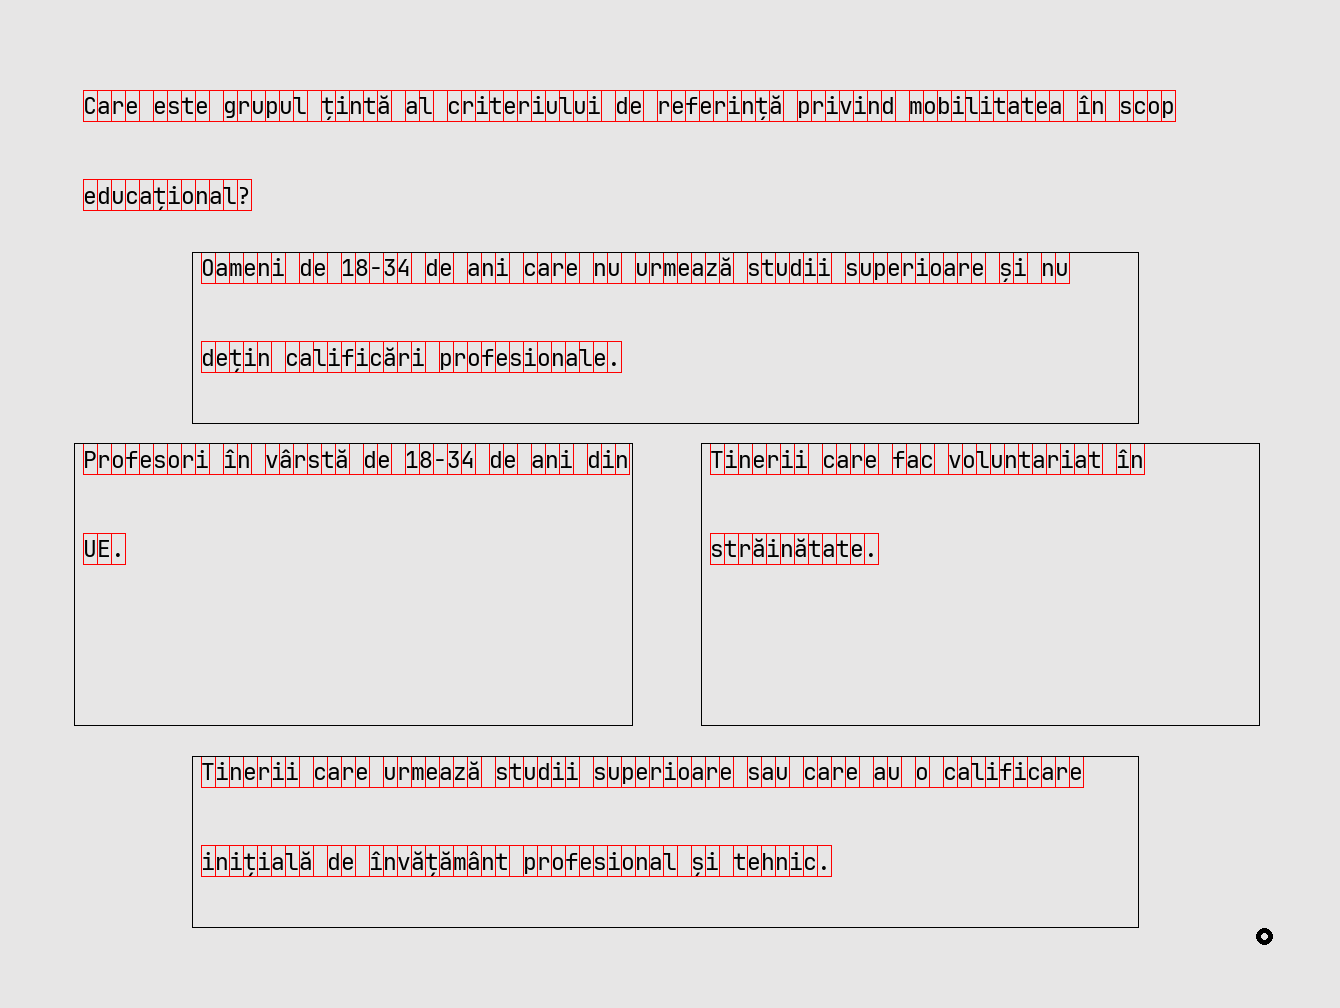 Care este grupul țintă al criteriului de referință privind mobilitatea în scop
educațional?
Oameni de 18-34 de ani care nu urmează studii superioare și nu
dețin calificări profesionale.
Profesori în vârstă de 18-34 de ani din
UE.
Tinerii care fac voluntariat în
străinătate.
Tinerii care urmează studii superioare sau care au o calificare
inițială de învățământ profesional și tehnic.